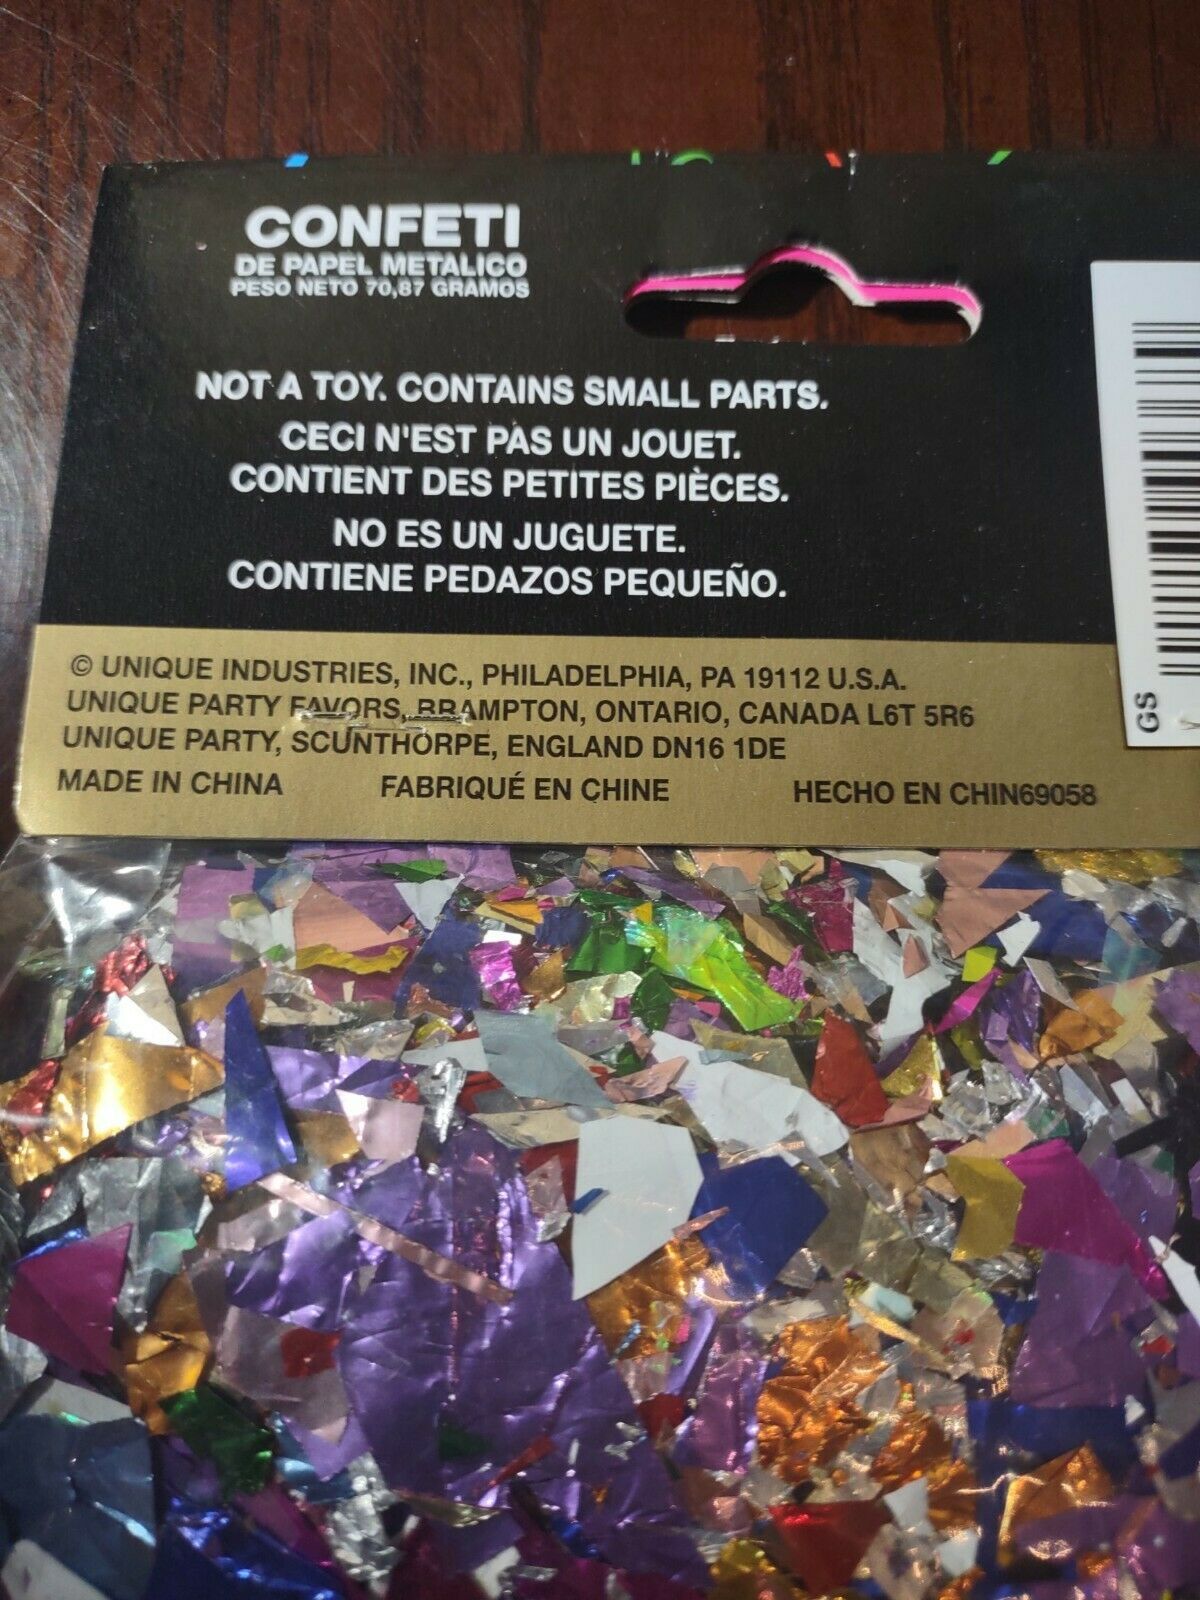 CONFETI
DE PAPEL METALICO
PESO NETO 70,87 GRAMOS
NOT A TOY. CONTAINS SMALL PARTS.
CECI N'EST PAS UN JOUET.
CONTIENT DES PETITES PIÈCES.
NO ES UN JUGUETE.
CONTIENE PEDAZOS PEQUEÑO.
© UNIQUE INDUSTRIES, INC., PHILADELPHIA, PA 19112 U.S.A.
UNIQUE PARTY FAVORS, BRAMPTON, ONTARIO, CANADA L6T 5R6
UNIQUE PARTY, SCUNTHORPE, ENGLAND DN16 1DE
MADE IN CHINA FABRIQUÉ EN CHINE HECHO EN CHIN69058
GS